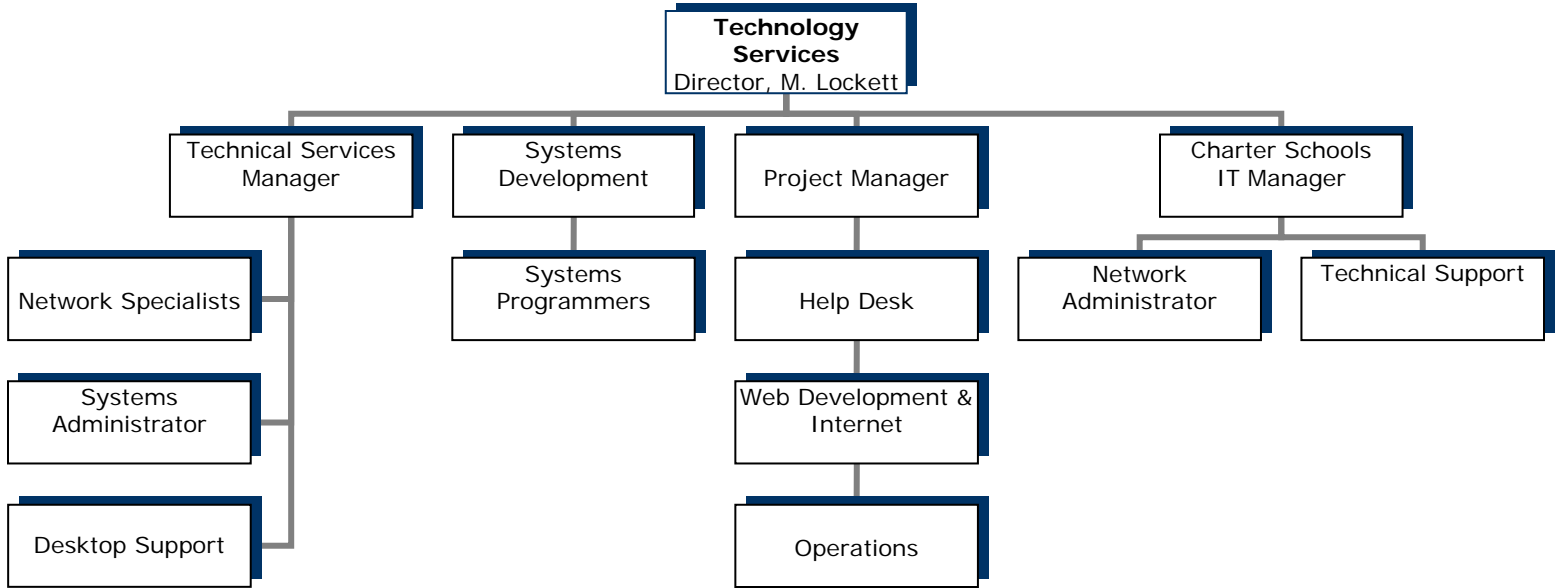 Technology
Services
Director, M. Lockett
Technical Services
Manager
Systems
Development
Project Manager
Charter Schools
IT Manager
Network Specialists
Systems
Programmers
Help Desk
Network
Administrator
Technical Support
Systems
Administrator
Web Development &
Internet
Desktop Support
Operations